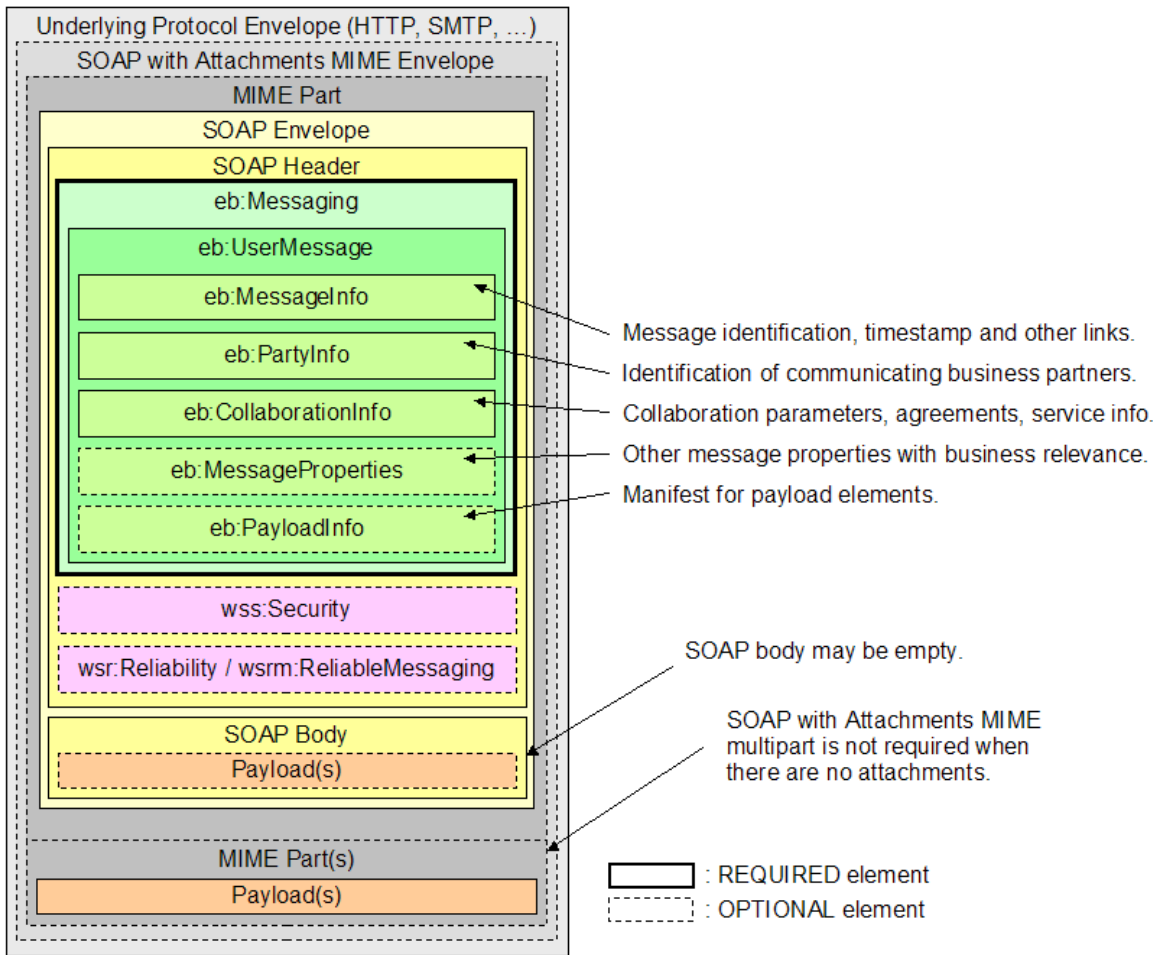 Underlying Protocol Envelope (HTTP, SMTP, ...)
SOAP with Attachments MIME Envelope
MIME Part
SOAP Envelope
SOAP Header
eb:Messaging
eb:UserMessage
eb:MessageInfo
eb:PartyInfo
eb:CollaborationInfo
eb:MessageProperties
eb:PayloadInfo
wss:Security
wsr:Reliability / wsrm:ReliableMessaging
SOAP Body
Payload(s)
MIME Part(s)
Payload(s)
Message identification, timestamp and other links.
Identification of communicating business partners.
Collaboration parameters, agreements, service info.
Other message properties with business relevance.
Manifest for payload elements.
SOAP body may be empty.
SOAP with Attachments MIME
multipart is not required when
there are no attachments.
: REQUIRED element
: OPTIONAL element